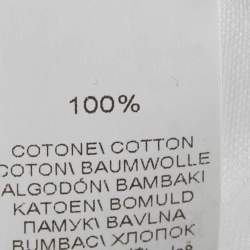 100%
COTONE\ COTTON
COTON\ BAUMWOLLE
ALGODÓN\ BAMBAKI
KATOEN\ BOMULD
ПАМУК\ BAVLNA
BUMBAC\ ХЛОПОК